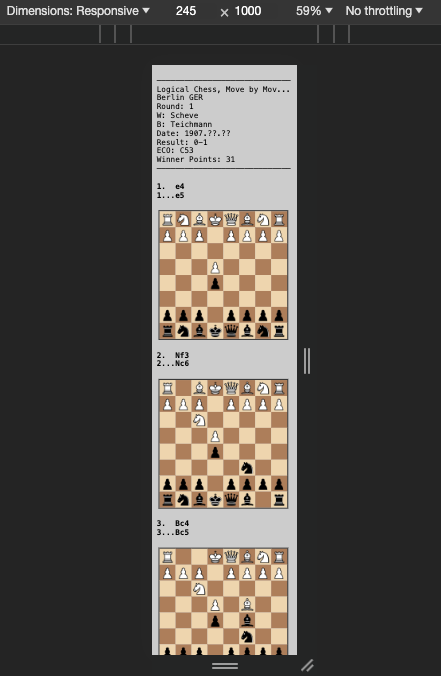 Dimensions: Responsive ▼ 245 × 1000 59% ▼ No throttling ▼
Logical Chess, Move by Mov...
Berlin GER
Round: 1
W: Scheve
B: Teichmann
Date: 1907.??.??
Result: 0-1
ECO: C53
Winner Points: 31
1. e4
1...e5
2. Nf3
2...Nc6
3. Bc4
3...Bc5